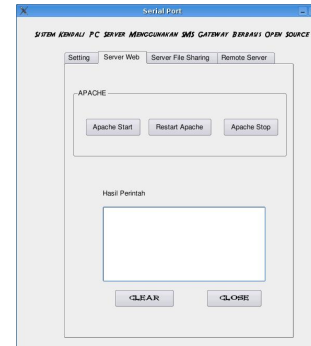 Serial Port
SISTEM KENDALI PC SERVER MENGGUNAKAN SMS GATEWAY BERBASIS OPEN SOURCE
Setting Server Web Server File Sharing Remote Server
APACHE
Apache Start Restart Apache Apache Stop
Hasil Perintah
CLEAR CLOSE